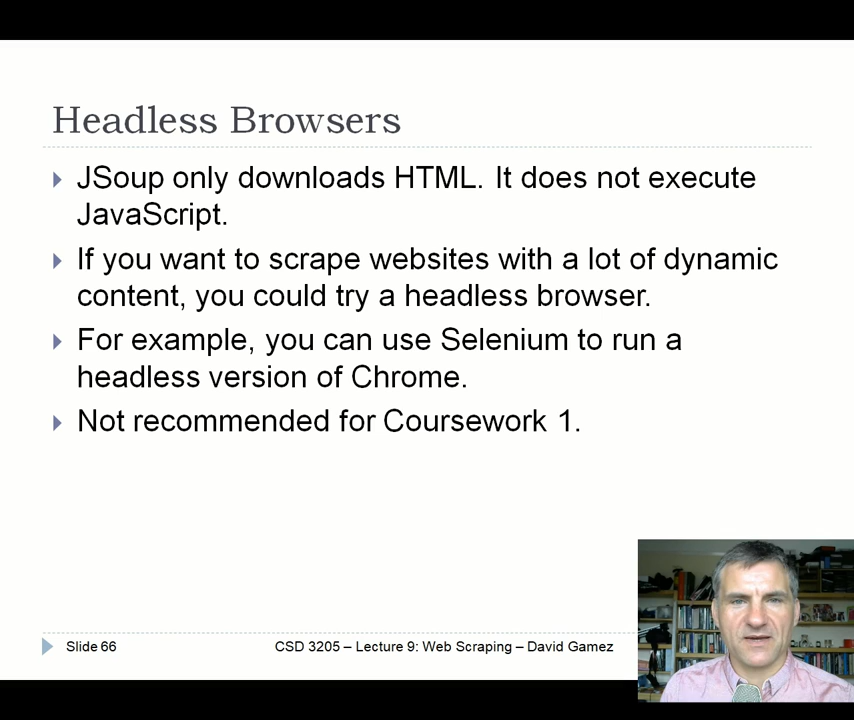 Headless Browsers
JSoup only downloads HTML. It does not execute
JavaScript.
If you want to scrape websites with a lot of dynamic
content, you could try a headless browser.
For example, you can use Selenium to run a
headless version of Chrome.
Not recommended for Coursework 1.
Slide 66
CSD 3205 – Lecture 9: Web Scraping – David Gamez